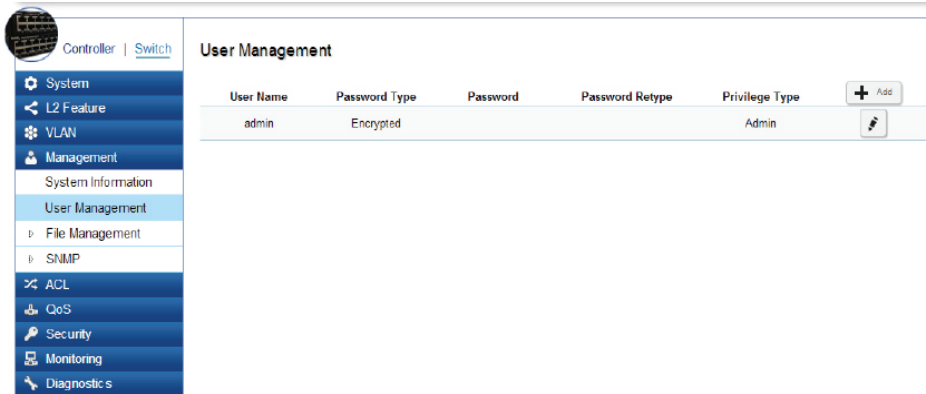 Controller | Switch
System
L2 Feature
VLAN
Management
System Information
User Management
File Management
SNMP
ACL
QoS
Security
Monitoring
Diagnostics
User Management
User Name Password Type Password Password Retype Privilege Type Add
admin Encrypted Admin